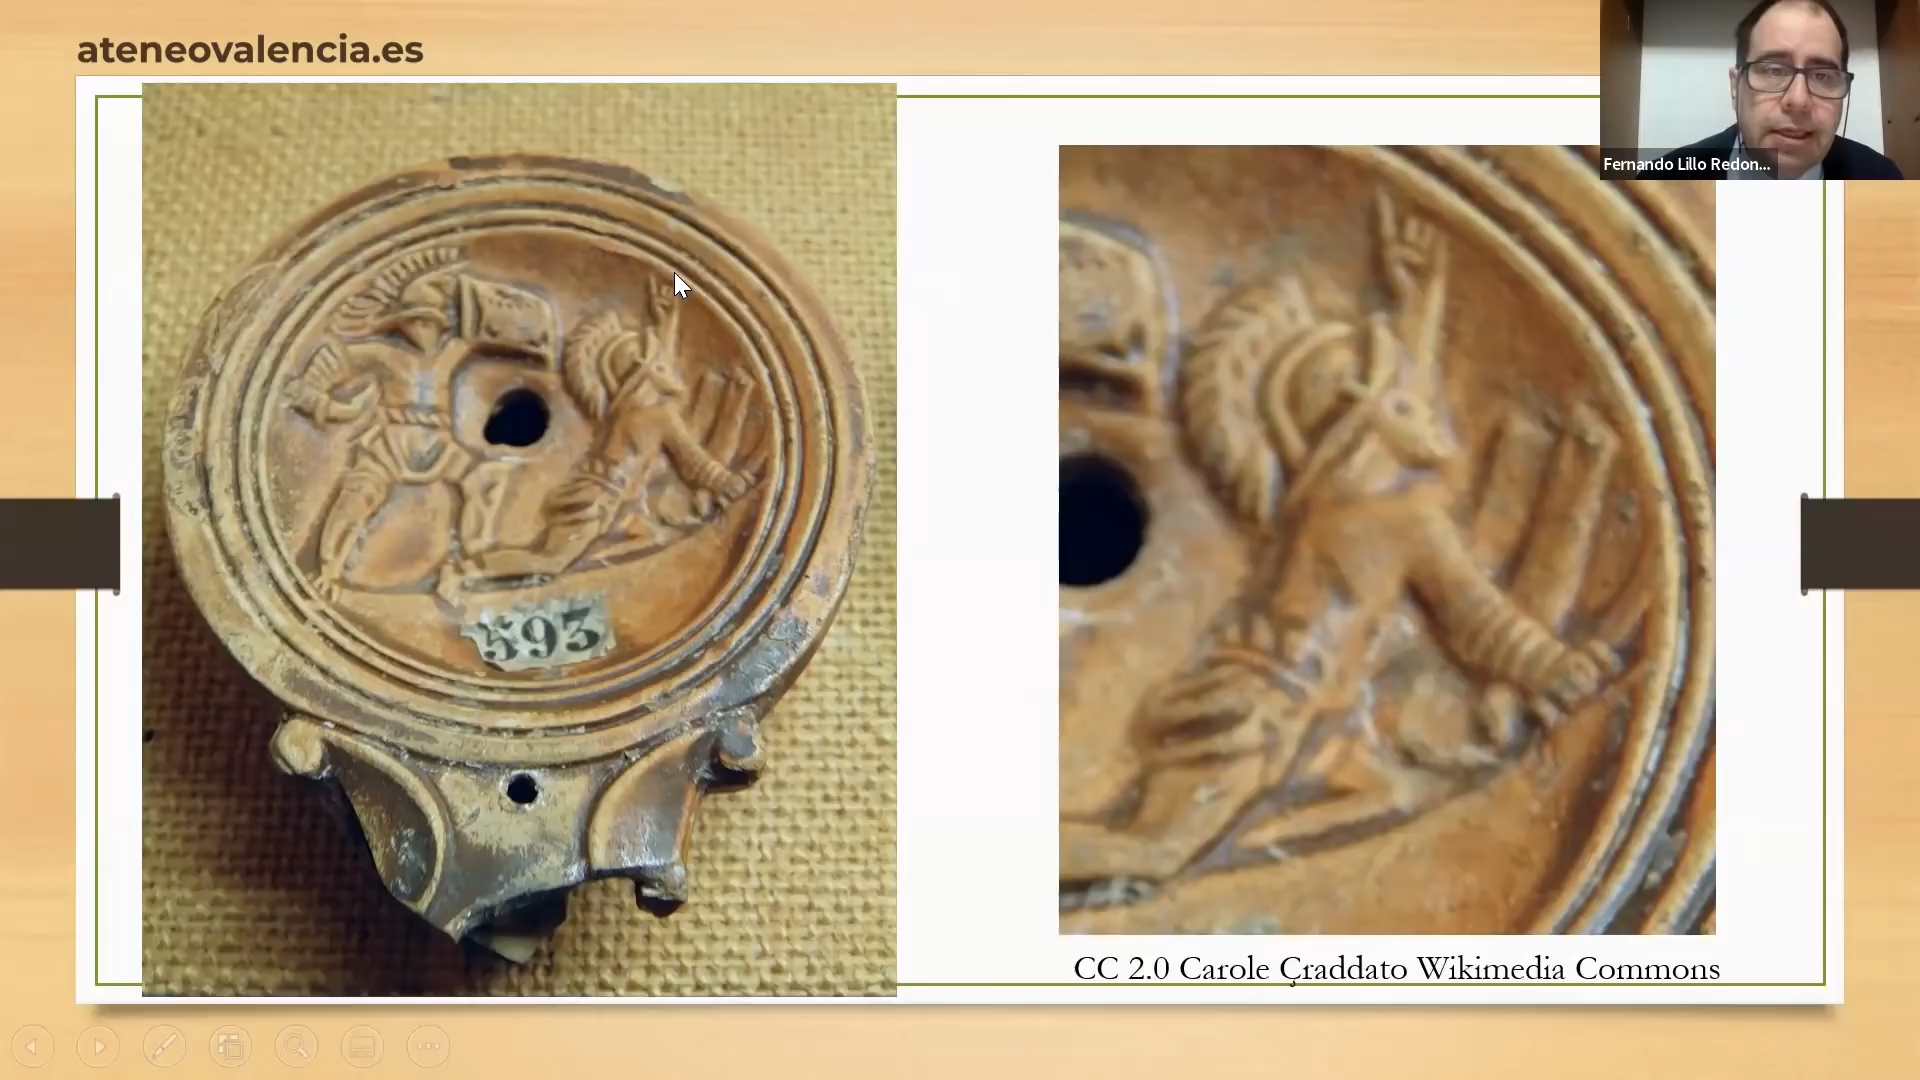 ateneovalencia.es
Fernando Lillo Redon...
593
CC 2.0 Carole Çraddato Wikimedia Commons